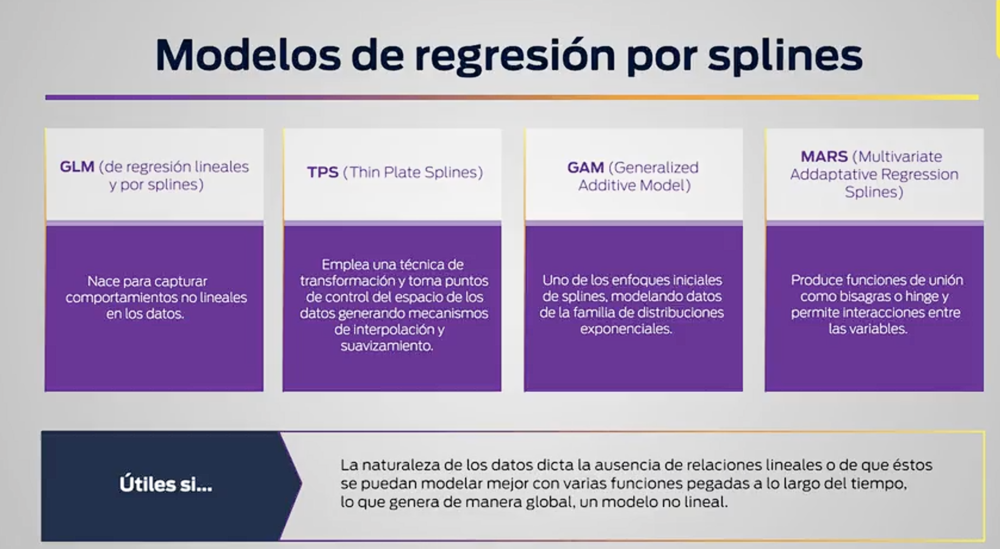 Modelos de regresión por splines
GLM (de regresión lineales
y por splines)
Nace para capturar
comportamientos no lineales
en los datos.
TPS (Thin Plate Splines)
Emplea una técnica de
transformación y toma puntos
de control del espacio de los
datos generando mecanismos
de interpolación y
suavizamiento.
GAM (Generalized
Additive Model)
Uno de los enfoques iniciales
de splines, modelando datos
de la familia de distribuciones
exponenciales.
MARS (Multivariate
Addaptative Regression
Splines)
Produce funciones de unión
como bisagras o hinge y
permite interacciones entre
las variables.
Útiles si...
La naturaleza de los datos dicta la ausencia de relaciones lineales o de que éstos
se puedan modelar mejor con varias funciones pegadas a lo largo del tiempo,
lo que genera de manera global, un modelo no lineal.